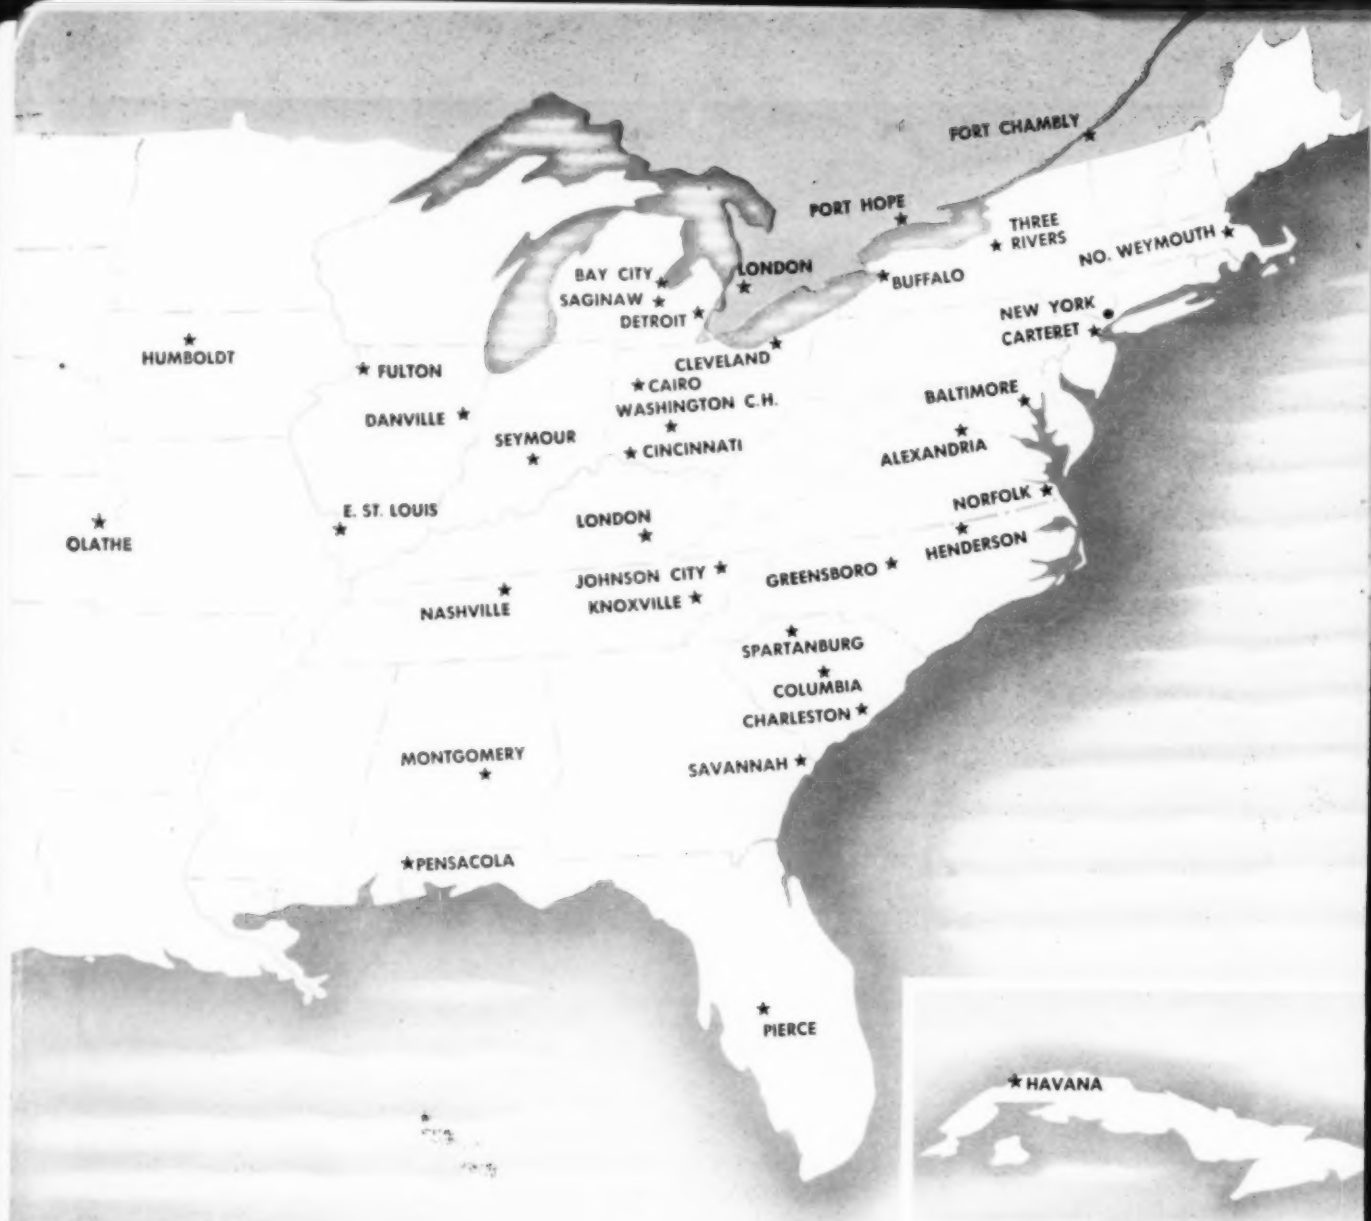 FORT CHAMBLY
PORT HOPE
THREE
RIVERS
NO. WEYMOUTH
BAY CITY
LONDON
BUFFALO
SAGINAW
NEW YORK
DETROIT
CARTERET
HUMBOLDT
CLEVELAND
FULTON
CAIRO
BALTIMORE
WASHINGTON C.H.
DANVILLE
SEYMOUR
CINCINNATI
ALEXANDRIA
NORFOLK
E. ST. LOUIS
LONDON
OLATHE
HENDERSON
JOHNSON CITY
GREENSBORO
NASHVILLE
KNOXVILLE
SPARTANBURG
COLUMBIA
CHARLESTON
MONTGOMERY
SAVANNAH
PENSACOLA
PIERCE
HAVANA